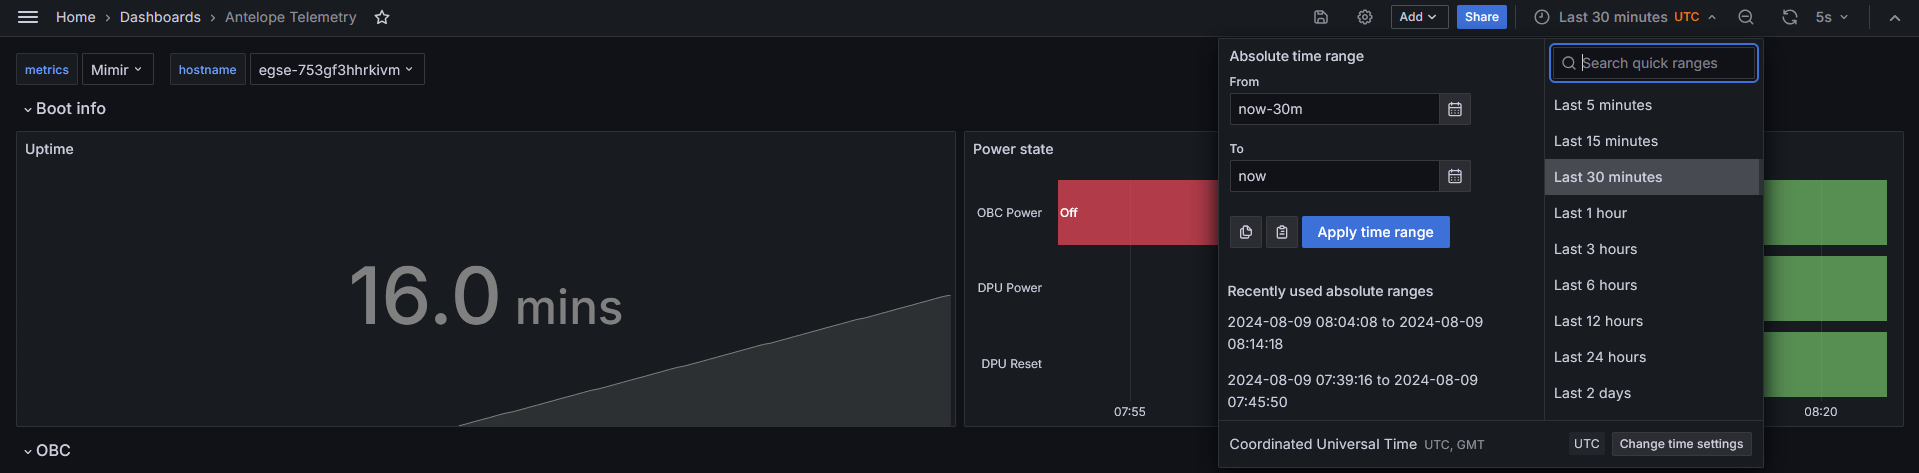 Home › Dashboards › Antelope Telemetry
Add
Share
Last 30 minutes UTC
5s
metrics
Mimir
hostname
egse-753gf3hhrkivm
Boot info
Uptime
16.0 mins
Power state
OBC Power
Off
DPU Power
DPU Reset
07:55
08:20
Absolute time range
From
now-30m
To
now
Apply time range
Recently used absolute ranges
2024-08-09 08:04:08 to 2024-08-09
08:14:18
2024-08-09 07:39:16 to 2024-08-09
07:45:50
Search quick ranges
Last 5 minutes
Last 15 minutes
Last 30 minutes
Last 1 hour
Last 3 hours
Last 6 hours
Last 12 hours
Last 24 hours
Last 2 days
Coordinated Universal Time UTC, GMT
UTC
Change time settings
OBC